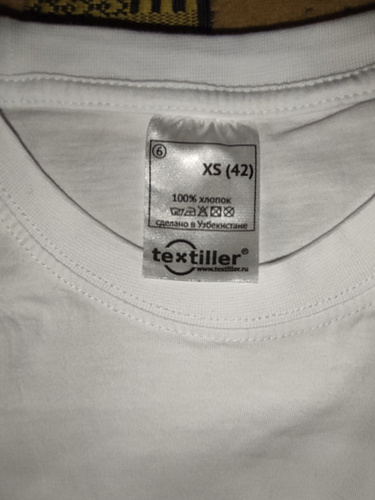 6
XS (42)
100% хлопок
сделано в Узбекистане
textiller®
www.textiller.ru